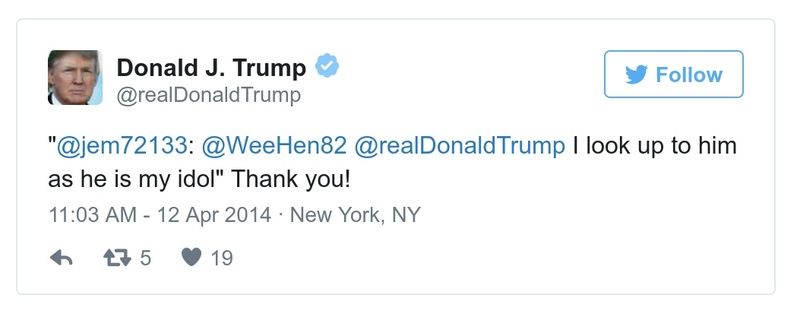 Donald J. Trump
@realDonaldTrump
Follow
"@jem72133: @WeeHen82 @realDonaldTrump I look up to him
as he is my idol" Thank you!
11:03 AM - 12 Apr 2014 · New York, NY
5 19